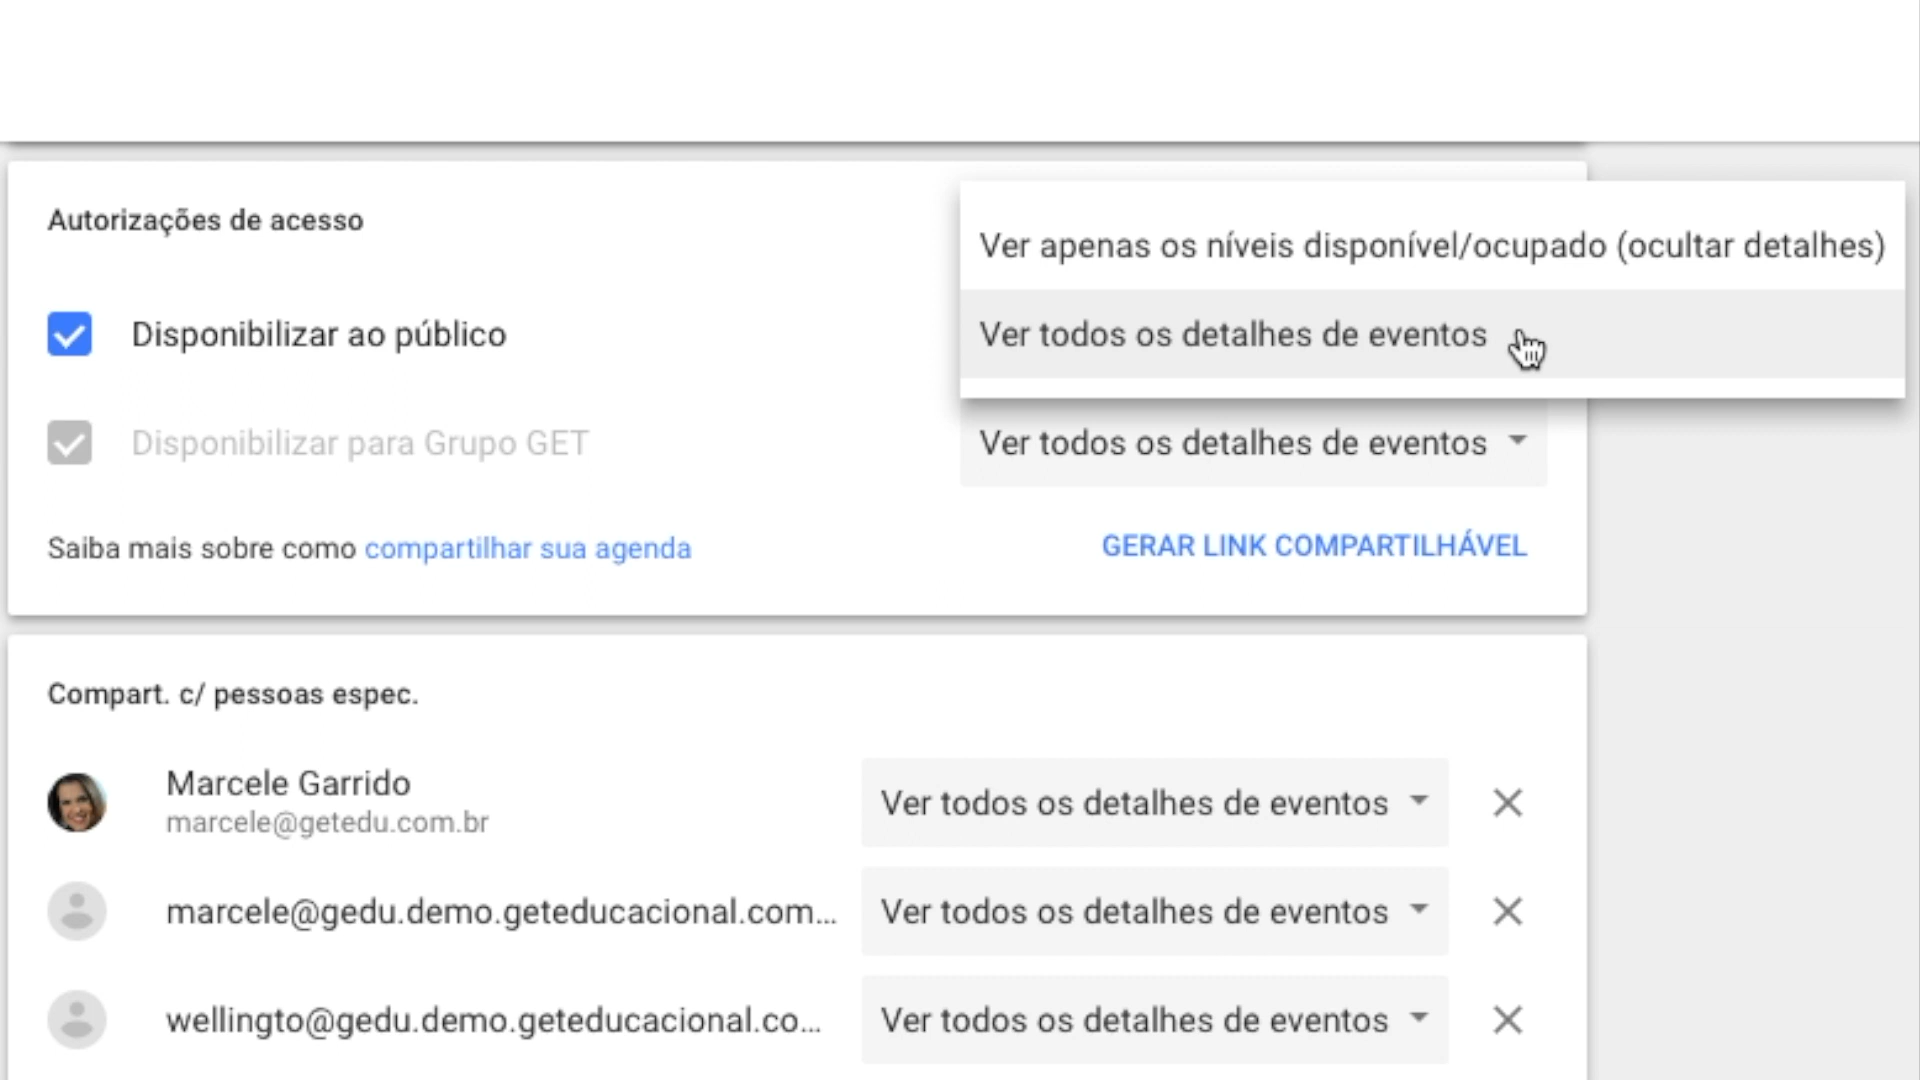 Autorizações de acesso
Ver apenas os níveis disponível/ocupado (ocultar detalhes)
Disponibilizar ao público
Ver todos os detalhes de eventos
Disponibilizar para Grupo GET
Ver todos os detalhes de eventos
Saiba mais sobre como compartilhar sua agenda
GERAR LINK COMPARTILHÁVEL
Compart. c/ pessoas espec.
Marcele Garrido
marcele@getedu.com.br
Ver todos os detalhes de eventos
marcele@gedu.demo.geteducacional.com...
Ver todos os detalhes de eventos
wellingto@gedu.demo.geteducacional.co...
Ver todos os detalhes de eventos